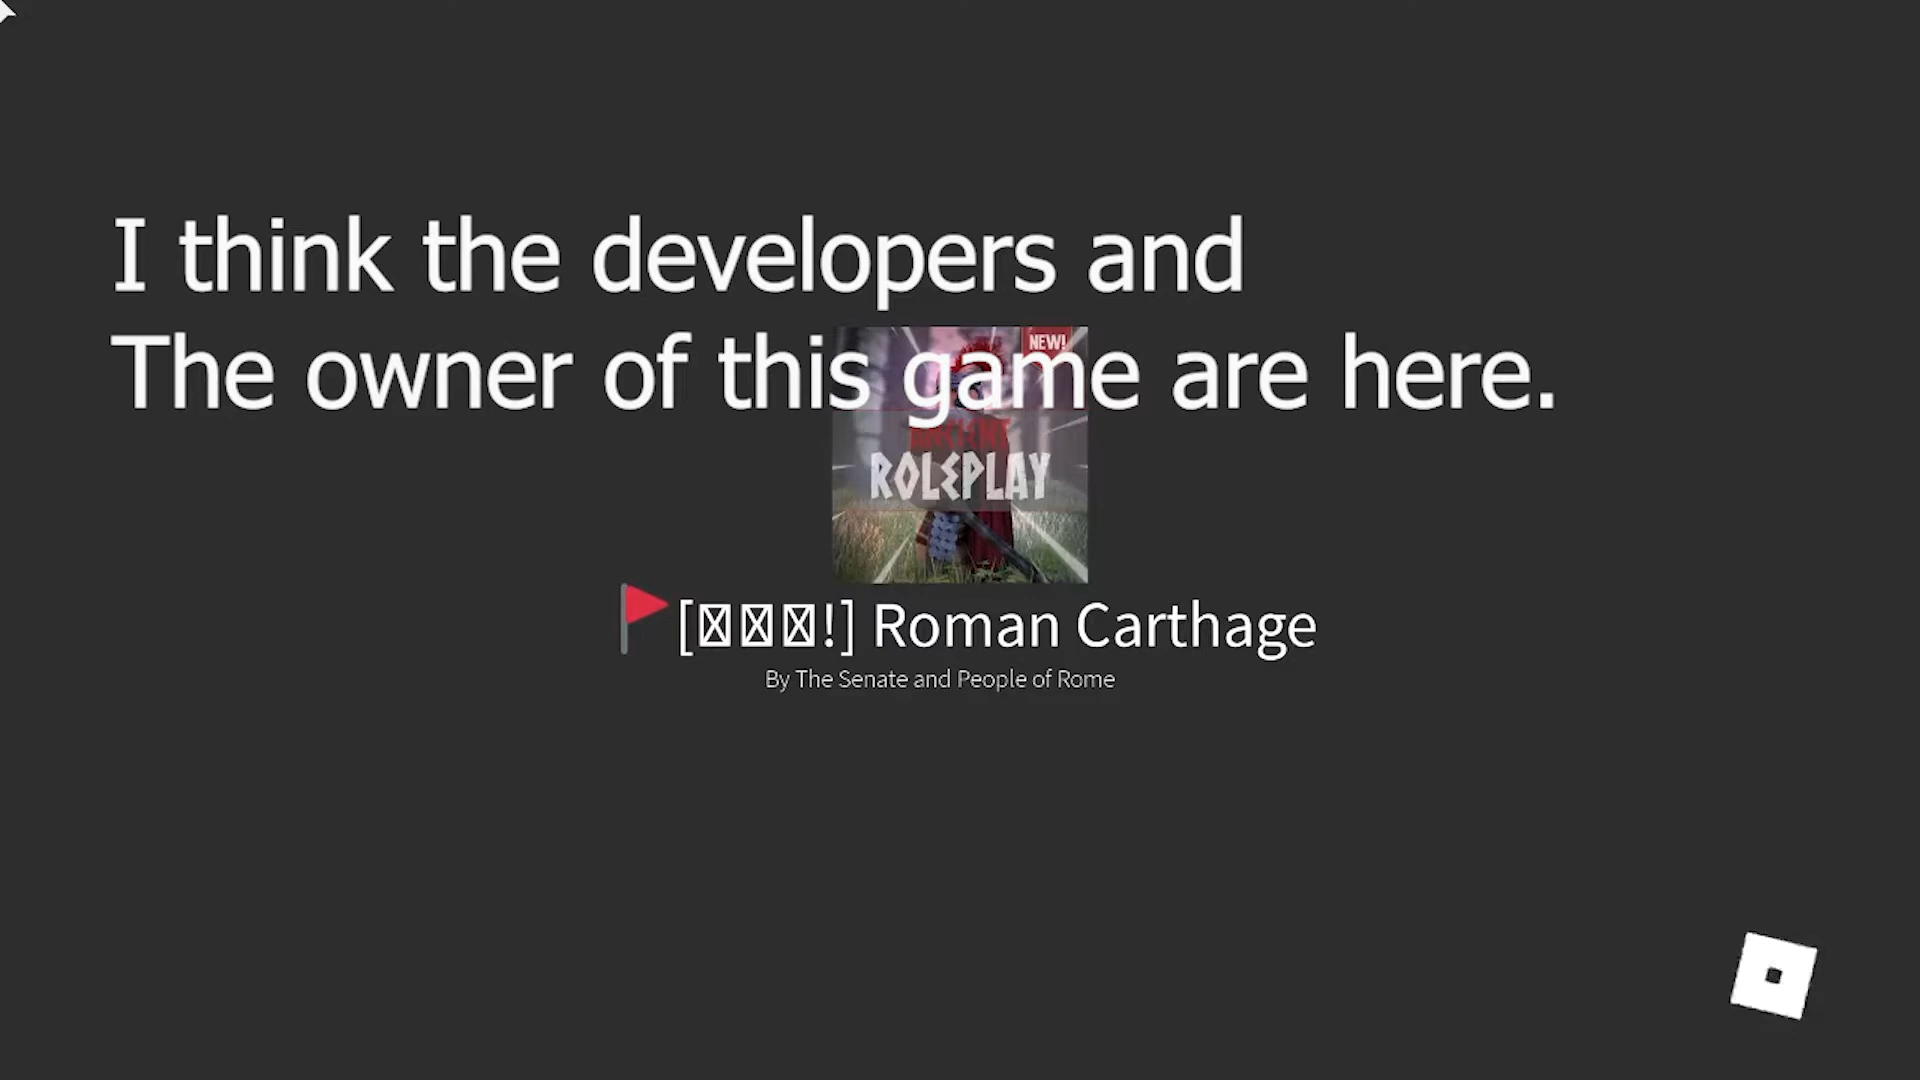 I think the developers and
The owner of this game are here.
NEW!
ROLEPLAY
🚩[☒☒☒!] Roman Carthage
By The Senate and People of Rome